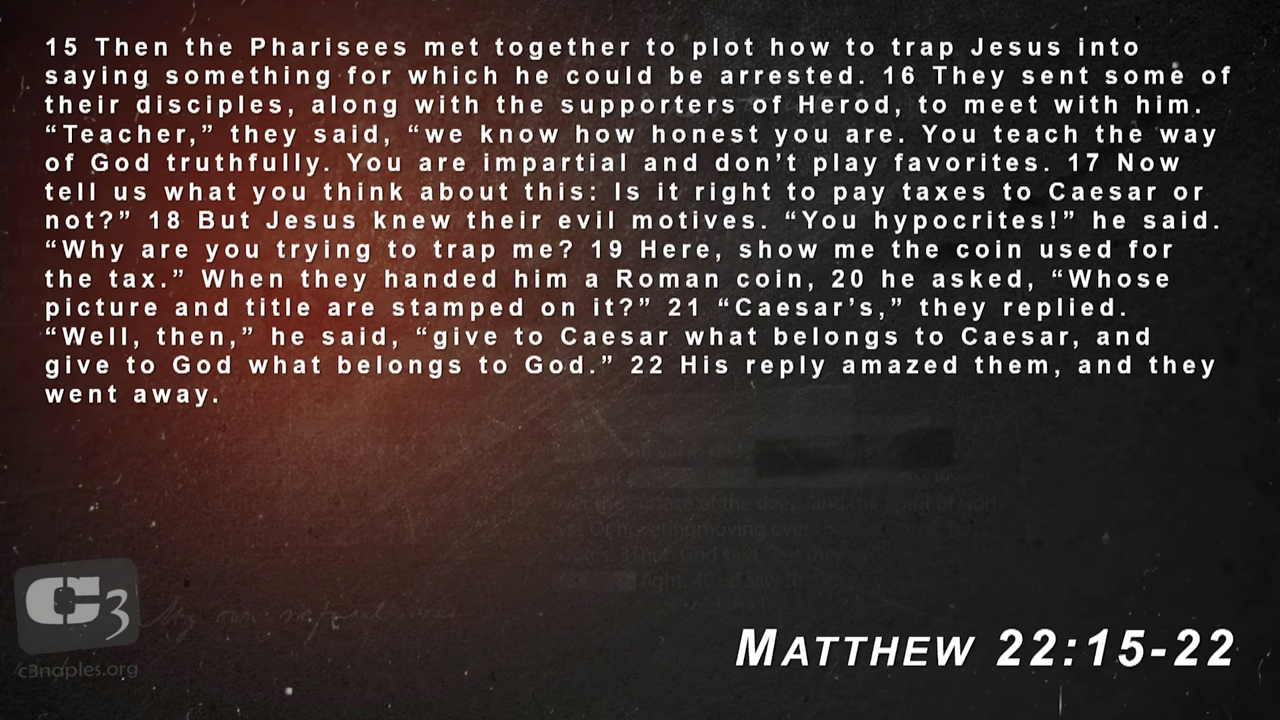 15 Then the Pharisees met together to plot how to trap Jesus into
saying something for which he could be arrested. 16 They sent some of
their disciples, along with the supporters of Herod, to meet with him.
“Teacher,” they said, “we know how honest you are. You teach the way
of God truthfully. You are impartial and don’t play favorites. 17 Now
tell us what you think about this: Is it right to pay taxes to Caesar or
not?” 18 But Jesus knew their evil motives. “You hypocrites!” he said.
“Why are you trying to trap me? 19 Here, show me the coin used for
the tax.” When they handed him a Roman coin, 20 he asked, “Whose
picture and title are stamped on it?” 21 “Caesar’s,” they replied.
“Well, then,” he said, “give to Caesar what belongs to Caesar, and
give to God what belongs to God.” 22 His reply amazed them, and they
went away.
C3
c3naples.org
MATTHEW 22:15-22